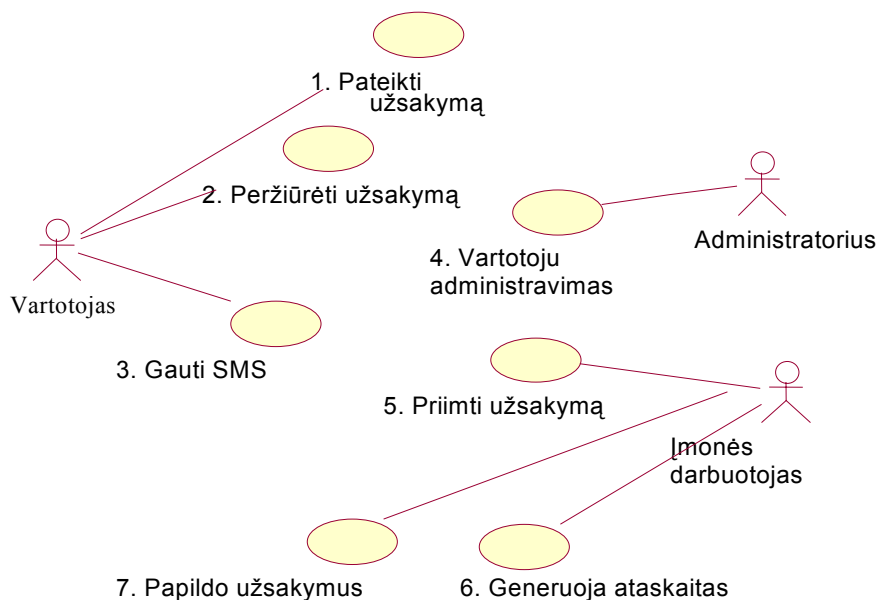 1. Pateikti
užsakymą
2. Peržiūrėti užsakymą
Vartotojas
3. Gauti SMS
4. Vartotoju
administravimas
Administratorius
5. Priimti užsakymą
Įmonės
darbuotojas
7. Papildo užsakymus
6. Generuoja ataskaitas